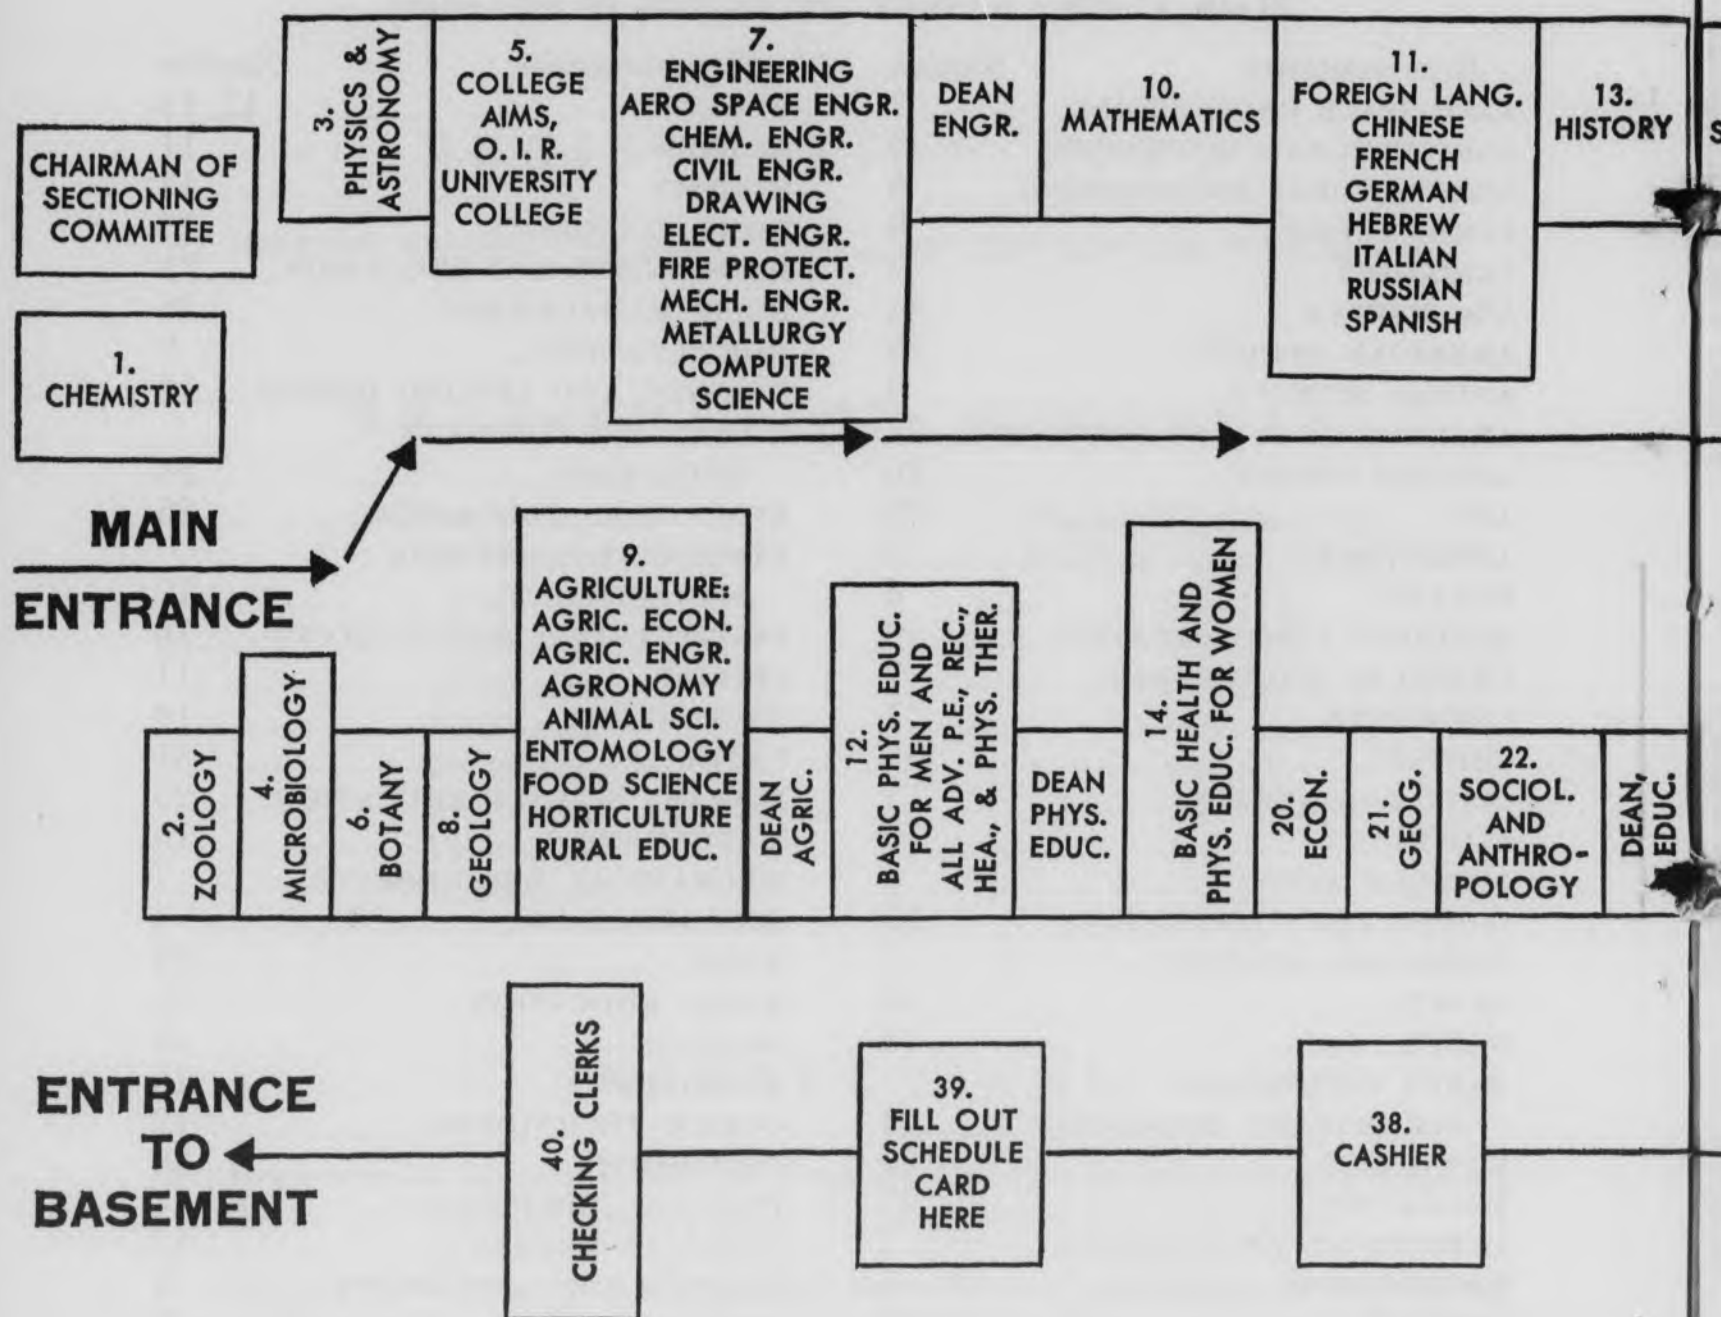 CHAIRMAN OF
SECTIONING
COMMITTEE
1.
CHEMISTRY
3.
PHYSICS &
ASTRONOMY
5.
COLLEGE
AIMS,
O. I. R.
UNIVERSITY
COLLEGE
7.
ENGINEERING
AERO SPACE ENGR.
CHEM. ENGR.
CIVIL ENGR.
DRAWING
ELECT. ENGR.
FIRE PROTECT.
MECH. ENGR.
METALLURGY
COMPUTER
SCIENCE
DEAN
ENGR.
10.
MATHEMATICS
11.
FOREIGN LANG.
CHINESE
FRENCH
GERMAN
HEBREW
ITALIAN
RUSSIAN
SPANISH
13.
HISTORY
S
MAIN
ENTRANCE
2.
ZOOLOGY
4.
MICROBIOLOGY
6.
BOTANY
8.
GEOLOGY
9.
AGRICULTURE:
AGRIC. ECON.
AGRIC. ENGR.
AGRONOMY
ANIMAL SCI.
ENTOMOLOGY
FOOD SCIENCE
HORTICULTURE
RURAL EDUC.
DEAN
AGRIC.
12.
BASIC PHYS. EDUC.
FOR MEN AND
ALL ADV. P.E., REC.,
HEA., & PHYS. THER.
DEAN
PHYS.
EDUC.
14.
BASIC HEALTH AND
PHYS. EDUC. FOR WOMEN
20.
ECON.
21.
GEOG.
22.
SOCIOL.
AND
ANTHRO-
POLOGY
DEAN,
EDUC.
ENTRANCE
TO
BASEMENT
40.
CHECKING CLERKS
39.
FILL OUT
SCHEDULE
CARD
HERE
38.
CASHIER